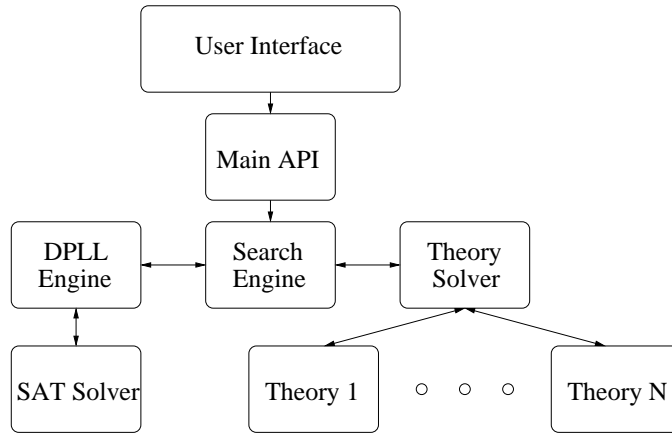 User Interface
Main API
DPLL
Engine
Search
Engine
Theory
Solver
SAT Solver
Theory 1
Theory N